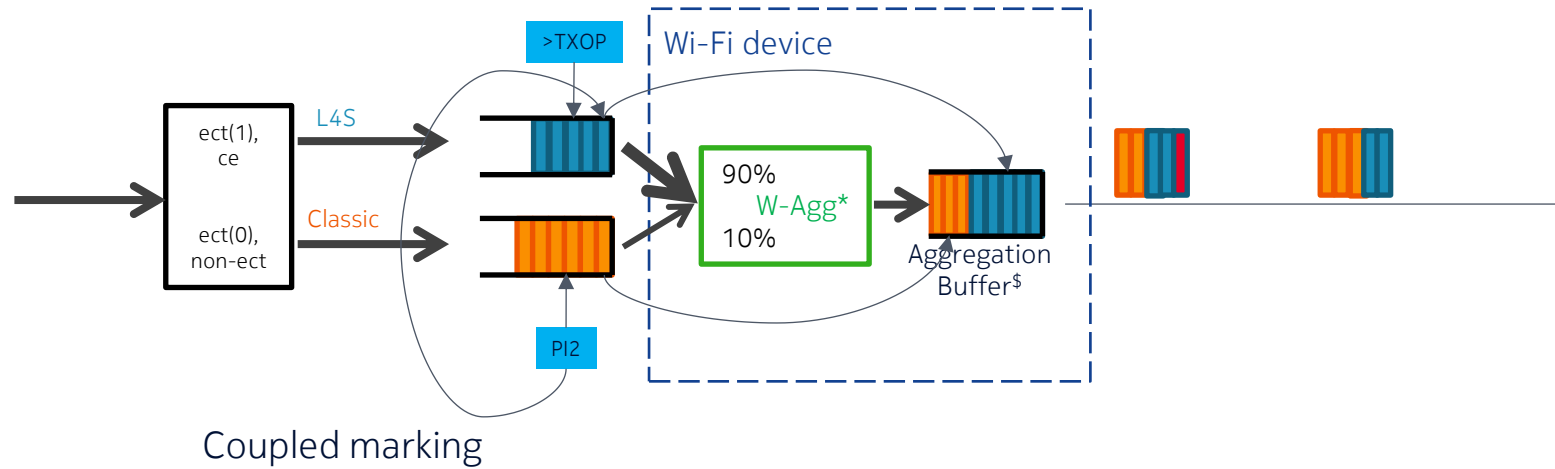 >TXOP
Wi-Fi device
ect(1),
ce
L4S
90%
W-Agg*
10%
Classic
ect(0),
non-ect
Aggregation
Buffer$
PI2
Coupled marking